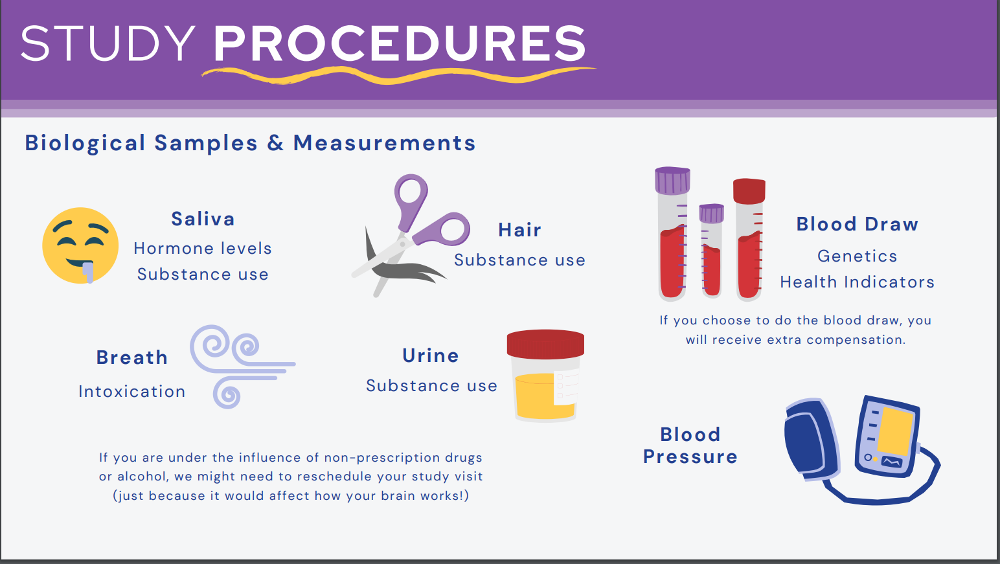 STUDY PROCEDURES
Biological Samples & Measurements
Saliva
Hormone levels
Substance use
Hair
Substance use
Blood Draw
Genetics
Health Indicators
If you choose to do the blood draw, you
will receive extra compensation.
Breath
Intoxication
Urine
Substance use
Blood
Pressure
If you are under the influence of non-prescription drugs
or alcohol, we might need to reschedule your study visit
(just because it would affect how your brain works!)